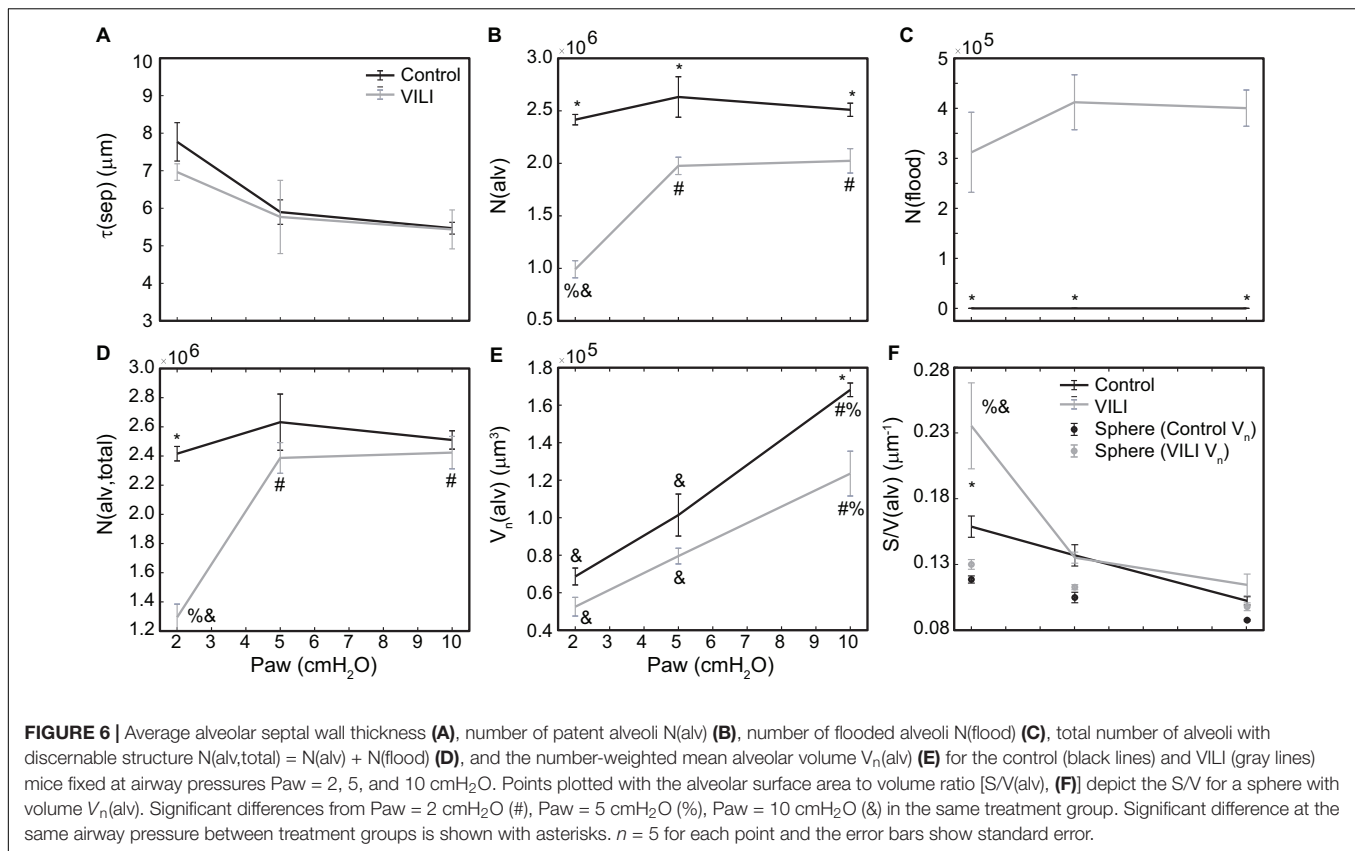 A
10
9
8
7
6
5
4
3
τ(sep) (μm)
Control
VILI
B
×10⁶
3.0
2.5
2.0
1.5
1.0
0.5
N(alv)
* * *
# #
%&
C
×10⁵
5
4
3
2
1
0
N(flood)
* * *
D
×10⁶
3.0
2.8
2.6
2.4
2.2
2.0
1.8
1.6
1.4
1.2
N(alv,total)
*
# #
%&
2 3 4 5 6 7 8 9 10
Paw (cmH₂O)
E
×10⁵
1.8
1.6
1.4
1.2
1.0
0.8
0.6
0.4
Vₙ(alv) (μm³)
*
#%
#%
& &
& &
2 3 4 5 6 7 8 9 10
Paw (cmH₂O)
F
0.28
0.23
0.18
0.13
0.08
S/V(alv) (μm⁻¹)
%&
*
Control
VILI
Sphere (Control Vₙ)
Sphere (VILI Vₙ)
FIGURE 6 | Average alveolar septal wall thickness (A), number of patent alveoli N(alv) (B), number of flooded alveoli N(flood) (C), total number of alveoli with
discernable structure N(alv,total) = N(alv) + N(flood) (D), and the number-weighted mean alveolar volume Vₙ(alv) (E) for the control (black lines) and VILI (gray lines)
mice fixed at airway pressures Paw = 2, 5, and 10 cmH₂O. Points plotted with the alveolar surface area to volume ratio [S/V(alv), (F)] depict the S/V for a sphere with
volume Vₙ(alv). Significant differences from Paw = 2 cmH₂O (#), Paw = 5 cmH₂O (%), Paw = 10 cmH₂O (&) in the same treatment group. Significant difference at the
same airway pressure between treatment groups is shown with asterisks. n = 5 for each point and the error bars show standard error.